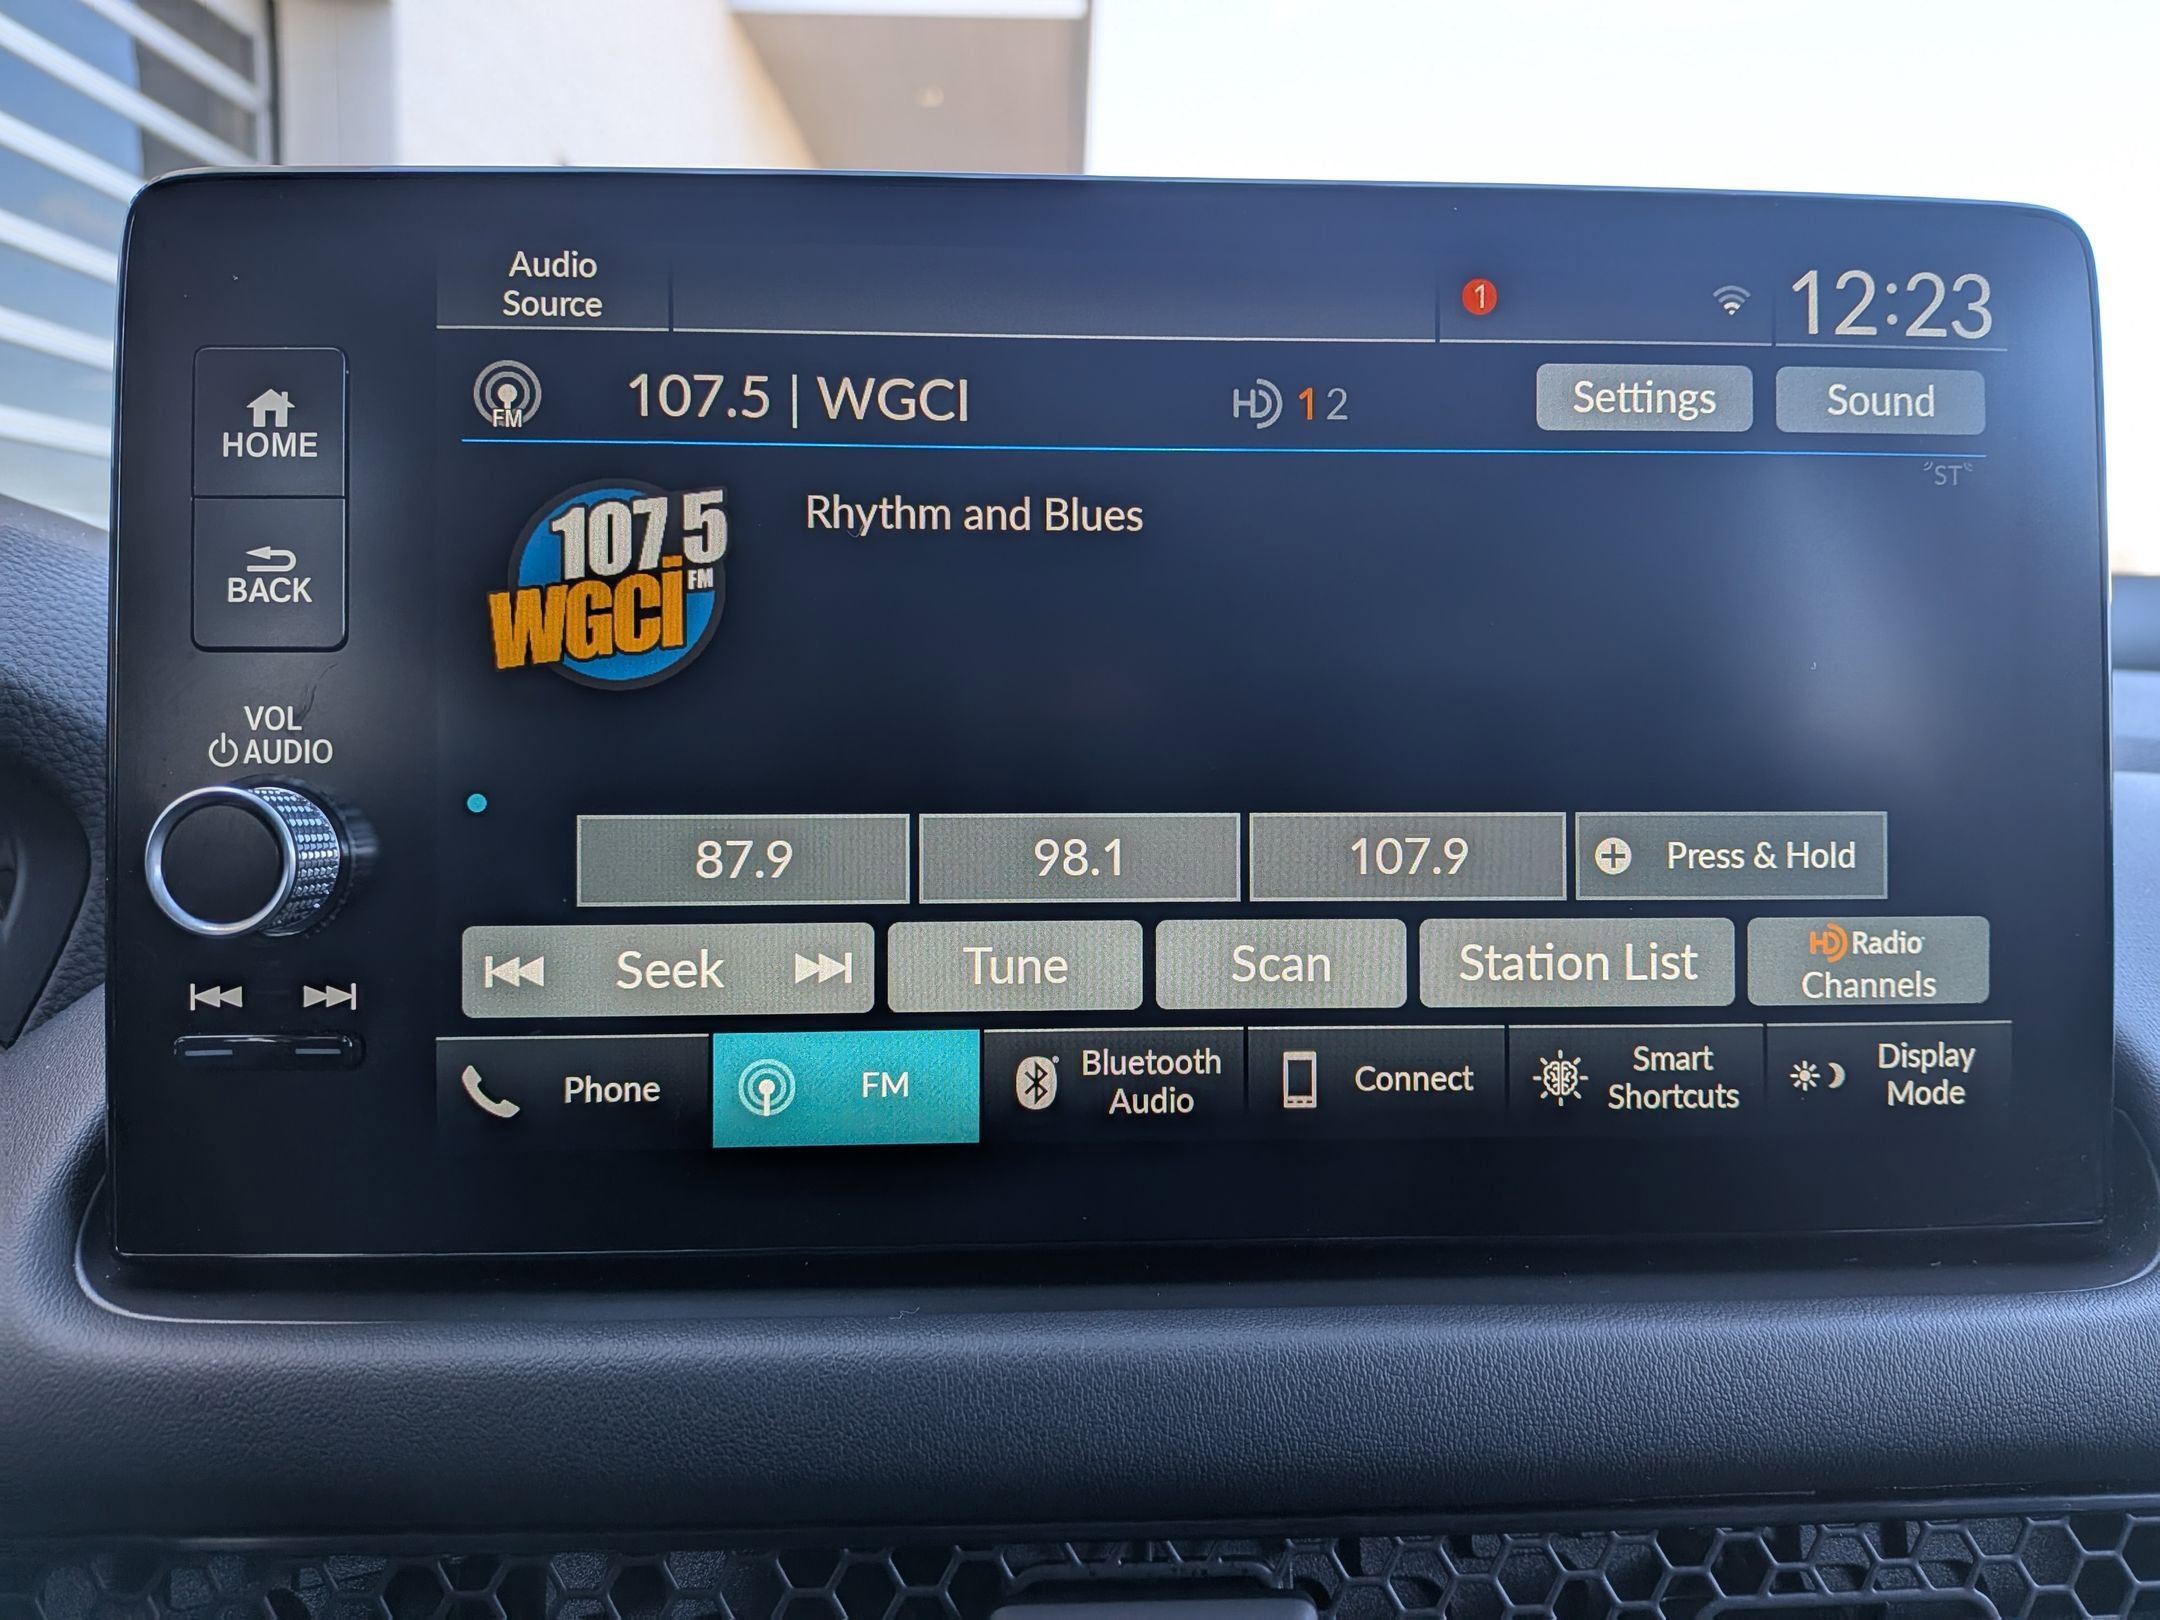 Audio
Source
1
12:23
HOME
BACK
VOL
AUDIO
FM
107.5 | WGCI
HD 1 2
Settings
Sound
"ST"
107.5
FM
WGCI
Rhythm and Blues
87.9
98.1
107.9
Press & Hold
Seek
Tune
Scan
Station List
HD Radio
Channels
Phone
FM
Bluetooth
Audio
Connect
Smart
Shortcuts
Display
Mode